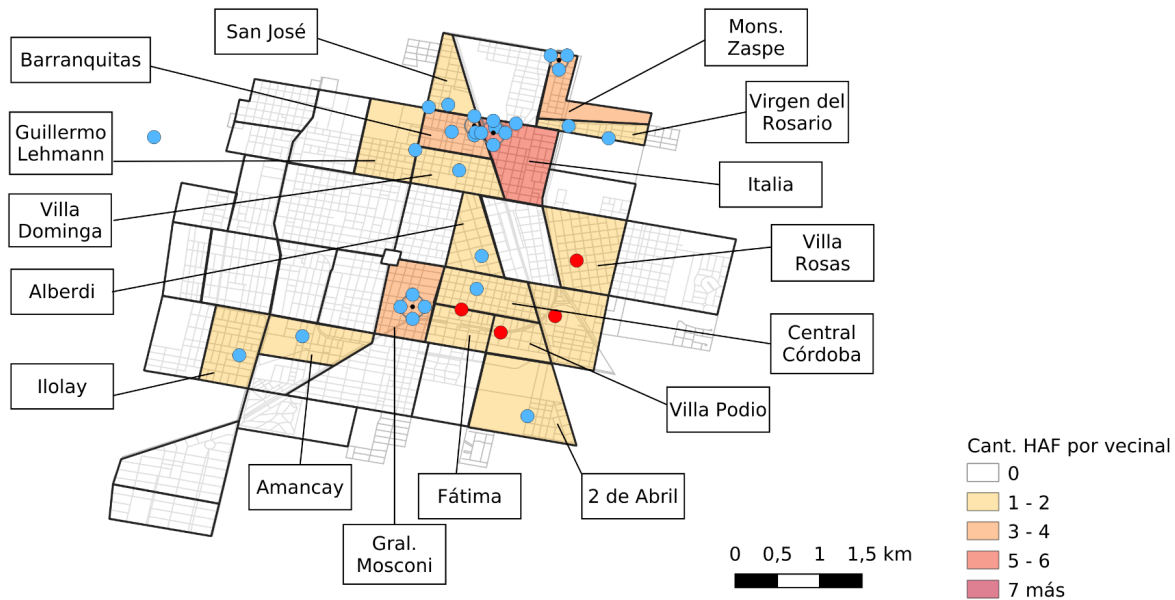 San José
Mons.
Zaspe
Barranquitas
Virgen del
Rosario
Guillermo
Lehmann
Italia
Villa
Dominga
Villa
Rosas
Alberdi
Central
Córdoba
Ilolay
Villa Podio
Amancay
Fátima
2 de Abril
Gral.
Mosconi
Cant. HAF por vecinal
0
1 - 2
3 - 4
5 - 6
7 más
0 0,5 1 1,5 km